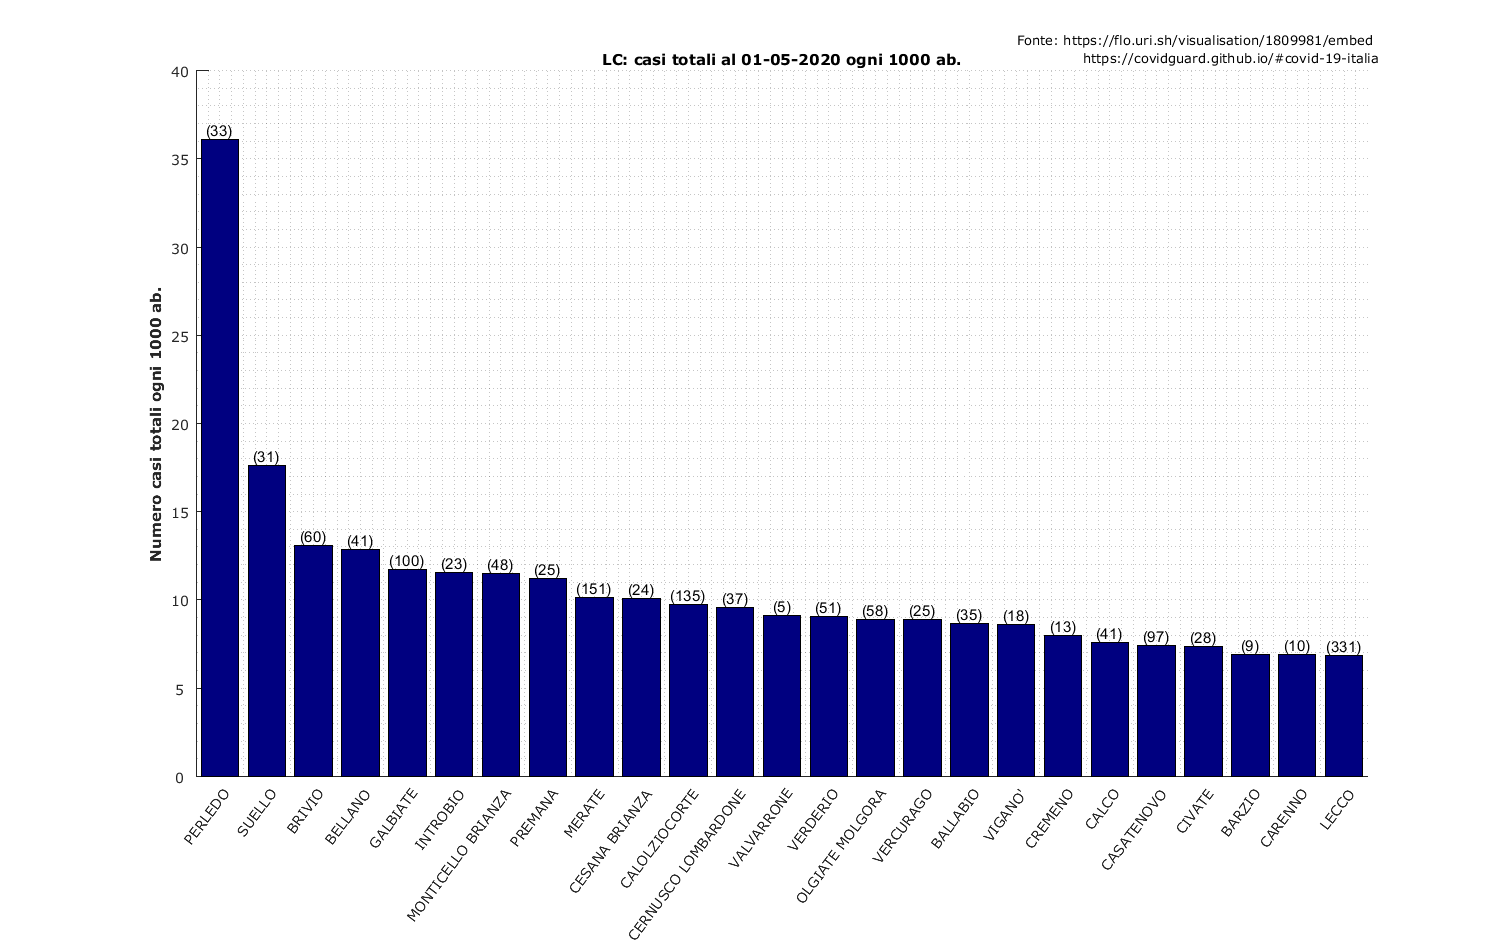 Fonte: https://flo.uri.sh/visualisation/1809981/embed
https://covidguard.github.io/#covid-19-italia
LC: casi totali al 01-05-2020 ogni 1000 ab.
Numero casi totali ogni 1000 ab.
40
35
30
25
20
15
10
5
0
(33)
(31)
(60)
(41)
(100)
(23)
(48)
(25)
(151)
(24)
(135)
(37)
(5)
(51)
(58)
(25)
(35)
(18)
(13)
(41)
(97)
(28)
(9)
(10)
(331)
PERLEDO
SUELLO
BRIVIO
BELLANO
GALBIATE
INTROBIO
MONTICELLO BRIANZA
PREMANA
MERATE
CESANA BRIANZA
CALOLZIOCORTE
CERNUSCO LOMBARDONE
VALVARRONE
VERDERIO
OLGIATE MOLGORA
VERCURAGO
BALLABIO
VIGANO'
CREMENO
CALCO
CASATENOVO
CIVATE
BARZIO
CARENNO
LECCO